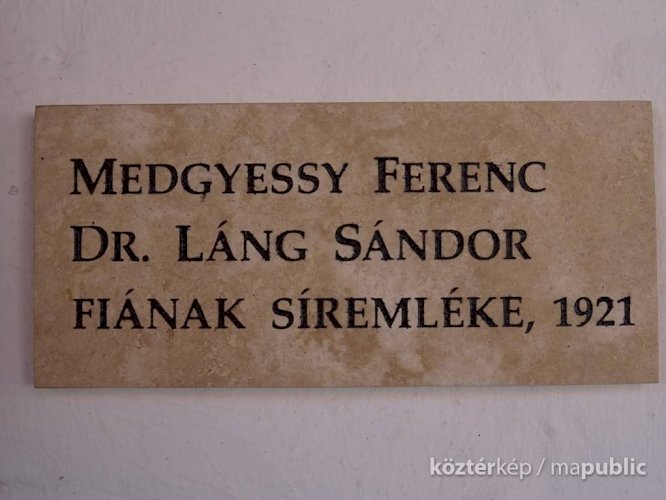 MEDGYESSY FERENC
DR. LÁNG SÁNDOR
FIÁNAK SÍREMLÉKE, 1921
köztérkép / mapublic